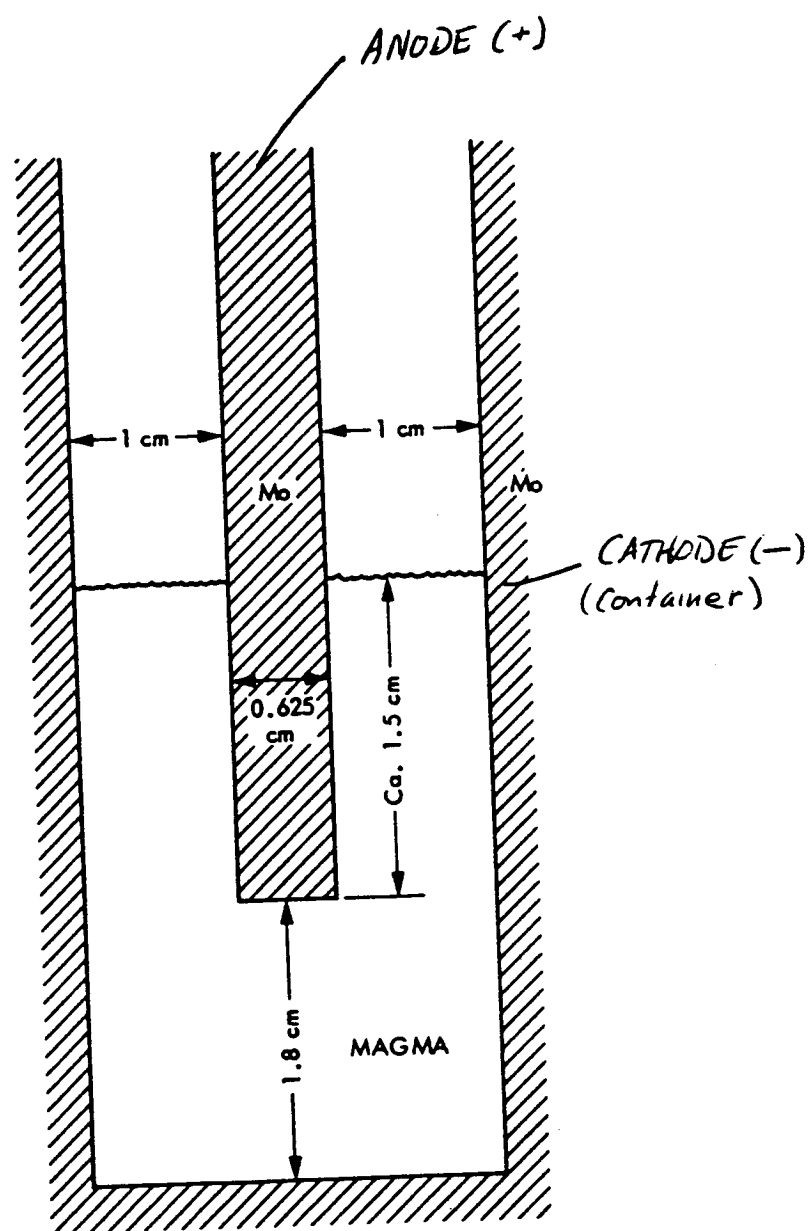 ANODE (+)
1 cm
1 cm
Mo
Mo
CATHODE (—)
(container)
0.625
cm
Ca. 1.5 cm
1.8 cm
MAGMA